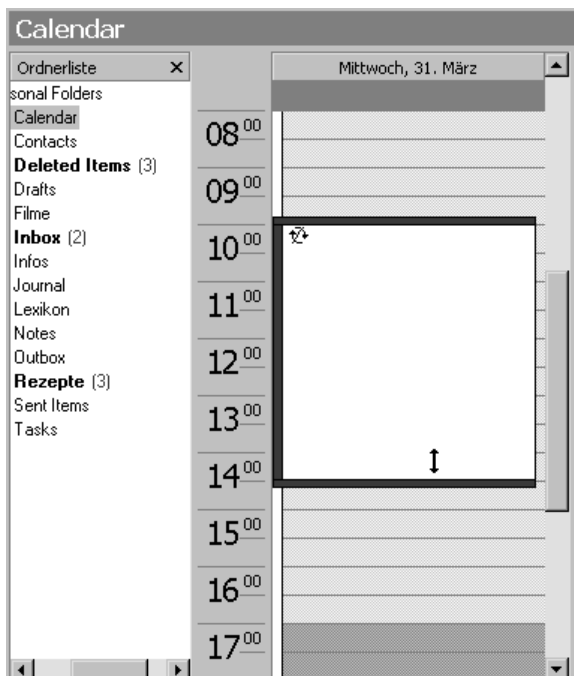 Calendar
Ordnerliste
sonal Folders
Calendar
Contacts
Deleted Items (3)
Drafts
Filme
Inbox (2)
Infos
Journal
Lexikon
Notes
Outbox
Rezepte (3)
Sent Items
Tasks
Mittwoch, 31. März
08 00
09 00
10 00
11 00
12 00
13 00
14 00
15 00
16 00
17 00